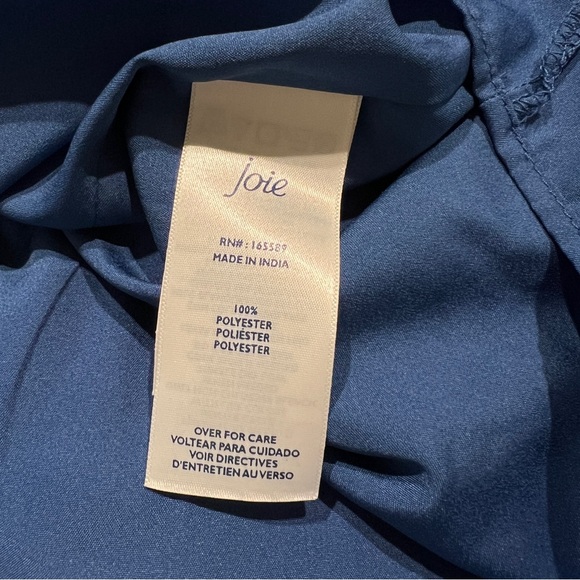 joie
RN#: 165589
MADE IN INDIA
100%
POLYESTER
POLIÉSTER
POLYESTER
OVER FOR CARE
VOLTEAR PARA CUIDADO
VOIR DIRECTIVES
D'ENTRETIEN AU VERSO